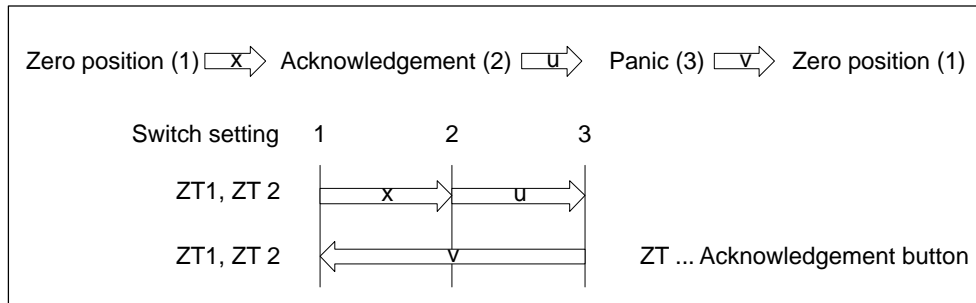 Zero position (1) x Acknowledgement (2) u Panic (3) v Zero position (1)
Switch setting 1 2 3
ZT1, ZT 2 x u
ZT1, ZT 2 v ZT ... Acknowledgement button